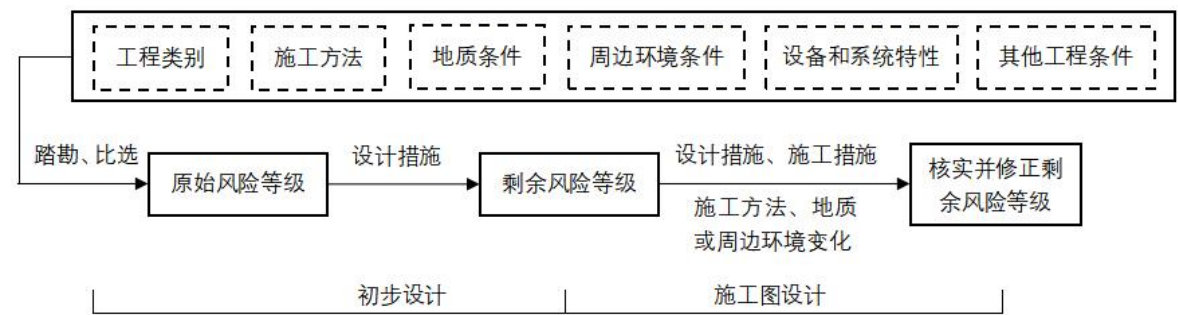 工程类别
施工方法
地质条件
周边环境条件
设备和系统特性
其他工程条件
踏勘、比选
原始风险等级
设计措施
剩余风险等级
设计措施、施工措施
施工方法、地质
或周边环境变化
核实并修正剩
余风险等级
初步设计
施工图设计